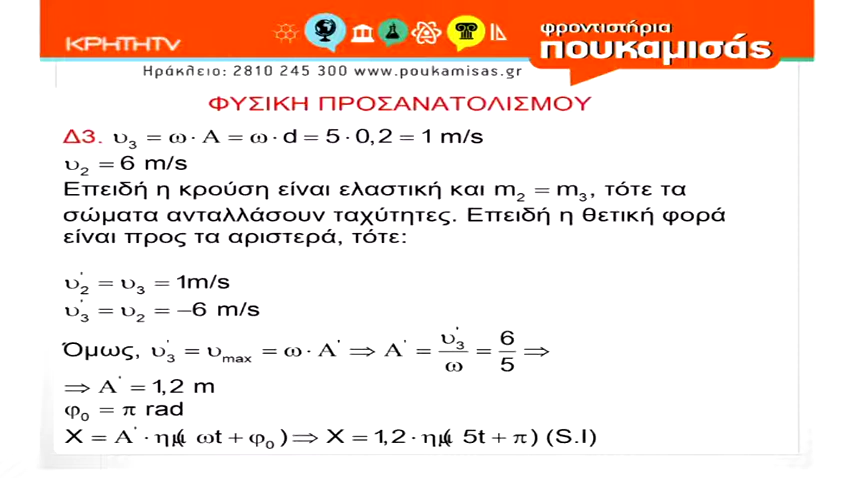 ΚΡΗΤΗTV
φροντιστήρια
πουκαμισάς
Ηράκλειο: 2810 245 300 www.poukamisas.gr
ΦΥΣΙΚΗ ΠΡΟΣΑΝΑΤΟΛΙΣΜΟΥ
Δ3. υ₃ = ω · Α = ω · d = 5 · 0,2 = 1 m/s
υ₂ = 6 m/s
Επειδή η κρούση είναι ελαστική και m₂ = m₃, τότε τα
σώματα ανταλλάσουν ταχύτητες. Επειδή η θετική φορά
είναι προς τα αριστερά, τότε:
υ₂' = υ₃ = 1m/s
υ₃' = υ₂ = −6 m/s
Όμως, υ₃' = υmax = ω · Α' ⇒ Α' = υ₃'/ω = 6/5 ⇒
⇒ Α' = 1,2 m
φ₀ = π rad
Χ = Α' · ημ( ωt + φ₀ ) ⇒ Χ = 1,2 · ημ( 5t + π) (S.I)